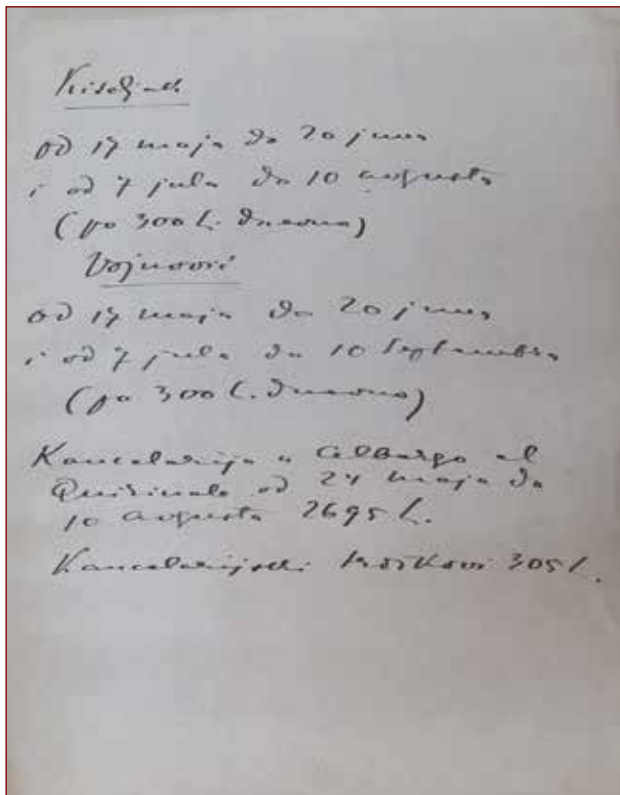 Kiseljak
od 17 maja do 20 juna
i od 7 jula do 10 augusta
(po 300 L. dnevno)
Vojnović
od 17 maja do 20 juna
i od 7 jula do 10 Septembra
(po 300 L. dnevno)
Kancelarija u Albergo al
Quirinale od 24 maja do
10 augusta 2695 L.
Kancelarijski troškovi 305 L.